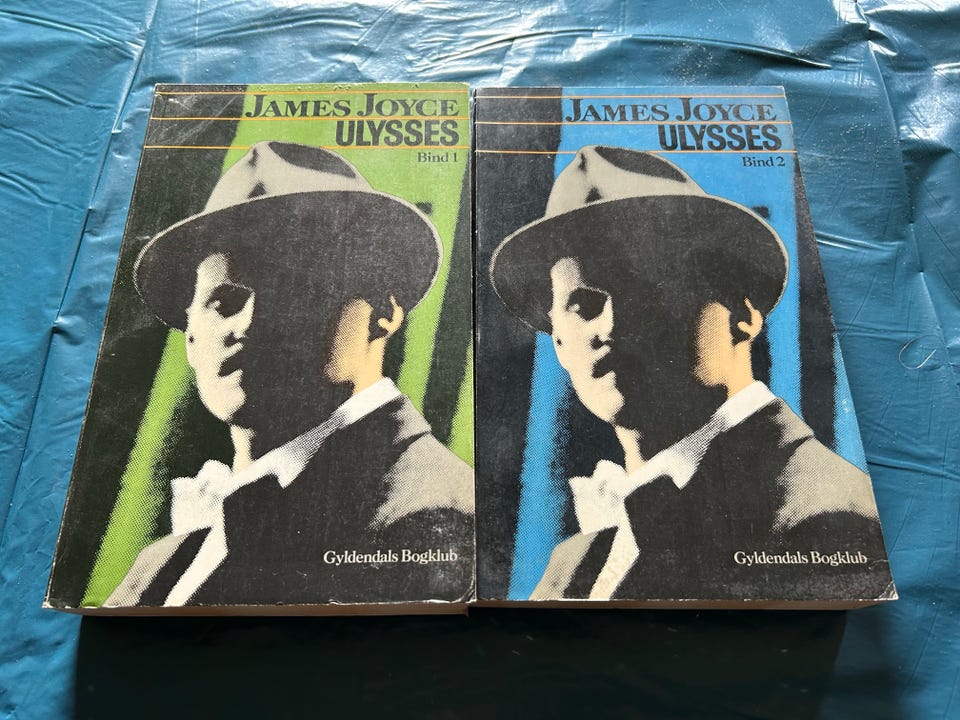 JAMES JOYCE
ULYSSES
Bind 1
Gyldendals Bogklub
JAMES JOYCE
ULYSSES
Bind 2
Gyldendals Bogklub